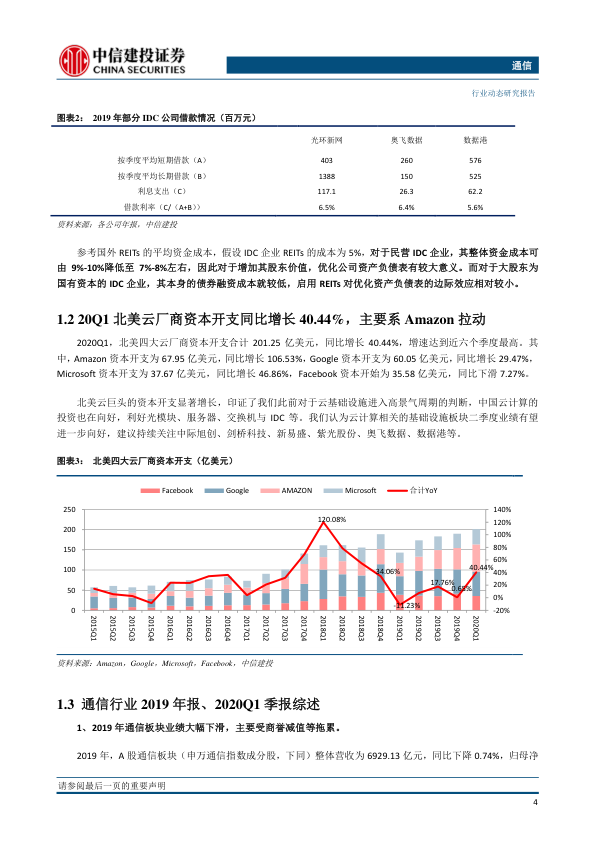 中信建投证券
CHINA SECURITIES
通信
行业动态研究报告
图表2： 2019 年部分 IDC 公司借款情况（百万元）
光环新网 奥飞数据 数据港
按季度平均短期借款（A） 403 260 576
按季度平均长期借款（B） 1388 150 525
利息支出（C） 117.1 26.3 62.2
借款利率（C/（A+B）） 6.5% 6.4% 5.6%
资料来源：各公司年报，中信建投
参考国外 REITs 的平均资金成本，假设 IDC 企业 REITs 的成本为 5%，对于民营 IDC 企业，其整体资金成本可
由 9%-10%降低至 7%-8%左右，因此对于增加其股东价值，优化公司资产负债表有较大意义。而对于大股东为
国有资本的 IDC 企业，其本身的债券融资成本就较低，启用 REITs 对优化资产负债表的边际效应相对较小。
1.2 20Q1 北美云厂商资本开支同比增长 40.44%，主要系 Amazon 拉动
2020Q1，北美四大云厂商资本开支合计 201.25 亿美元，同比增长 40.44%，增速达到近六个季度最高。其
中，Amazon 资本开支为 67.95 亿美元，同比增长 106.53%，Google 资本开支为 60.05 亿美元，同比增长 29.47%，
Microsoft 资本开支为 37.67 亿美元，同比增长 46.86%，Facebook 资本开始为 35.58 亿美元，同比下滑 7.27%。
北美云巨头的资本开支显著增长，印证了我们此前对于云基础设施进入高景气周期的判断，中国云计算的
投资也在向好，利好光模块、服务器、交换机与 IDC 等。我们认为云计算相关的基础设施板块二季度业绩有望
进一步向好，建议持续关注中际旭创、剑桥科技、新易盛、紫光股份、奥飞数据、数据港等。
图表3： 北美四大云厂商资本开支（亿美元）
Facebook Google AMAZON Microsoft 合计YoY
250 140%
200 120%
150 100%
100 80%
50 60%
0 40%
20%
0%
-20%
120.08%
34.06%
-11.23%
17.76%
0.68%
40.44%
2015Q1 2015Q2 2015Q3 2015Q4 2016Q1 2016Q2 2016Q3 2016Q4 2017Q1 2017Q2 2017Q3 2017Q4 2018Q1 2018Q2 2018Q3 2018Q4 2019Q1 2019Q2 2019Q3 2019Q4 2020Q1
资料来源：Amazon，Google，Microsoft，Facebook，中信建投
1.3 通信行业 2019 年报、2020Q1 季报综述
1、2019 年通信板块业绩大幅下滑，主要受商誉减值等拖累。
2019 年，A 股通信板块（申万通信指数成分股，下同）整体营收为 6929.13 亿元，同比下降 0.74%，归母净
请参阅最后一页的重要声明
4